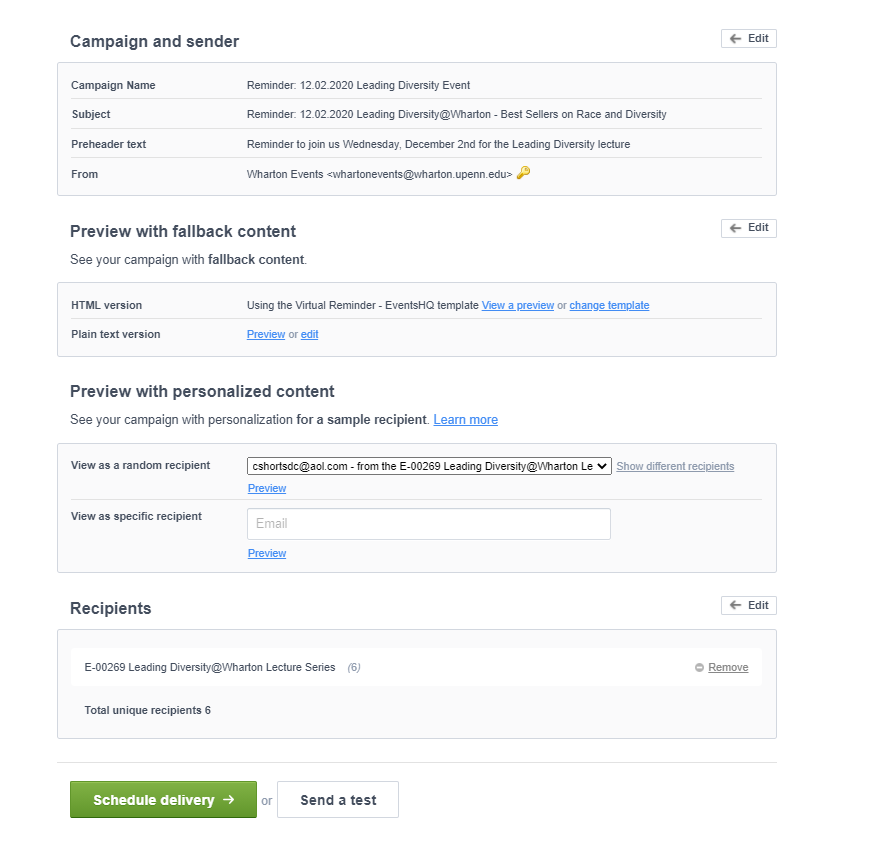 Campaign and sender
Edit
Campaign Name Reminder: 12.02.2020 Leading Diversity Event
Subject Reminder: 12.02.2020 Leading Diversity@Wharton - Best Sellers on Race and Diversity
Preheader text Reminder to join us Wednesday, December 2nd for the Leading Diversity lecture
From Wharton Events <whartonevents@wharton.upenn.edu>
Preview with fallback content
Edit
See your campaign with fallback content.
HTML version Using the Virtual Reminder - EventsHQ template View a preview or change template
Plain text version Preview or edit
Preview with personalized content
See your campaign with personalization for a sample recipient. Learn more
View as a random recipient cshortsdc@aol.com - from the E-00269 Leading Diversity@Wharton Le Show different recipients
Preview
View as specific recipient Email
Preview
Recipients
Edit
E-00269 Leading Diversity@Wharton Lecture Series (6) Remove
Total unique recipients 6
Schedule delivery → or Send a test